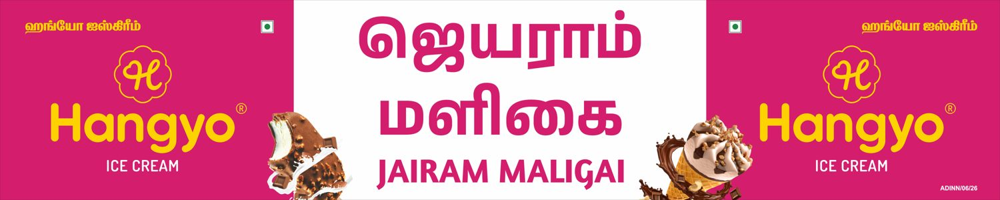 ஹங்யோ ஐஸ்கிரீம்
H
Hangyo®
ICE CREAM
ஜெயராம்
மளிகை
JAIRAM MALIGAI
ஹங்யோ ஐஸ்கிரீம்
H
Hangyo®
ICE CREAM
ADINN/06/26